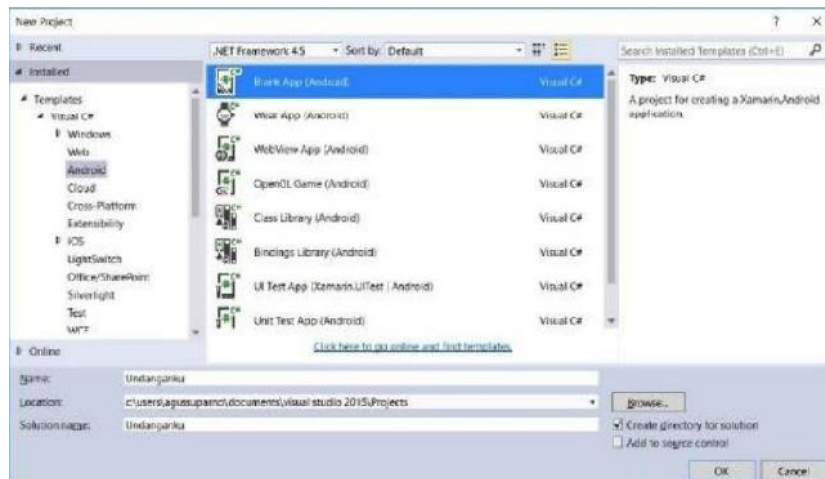 New Project
? ×
Recent
.NET Framework 4.5 Sort by: Default
Search Installed Templates (Ctrl+E)
Installed
Templates
Visual C#
Windows
Web
Android
Cloud
Cross-Platform
Extensibility
iOS
LightSwitch
Office/SharePoint
Silverlight
Test
WCF
Online
Blank App (Android) Visual C#
Wear App (Android) Visual C#
WebView App (Android) Visual C#
OpenGL Game (Android) Visual C#
Class Library (Android) Visual C#
Bindings Library (Android) Visual C#
UI Test App (Xamarin.UITest | Android) Visual C#
Unit Test App (Android) Visual C#
Click here to go online and find templates.
Type: Visual C#
A project for creating a Xamarin.Android
application.
Name: Undanganku
Location: c:\users\agussuparno\documents\visual studio 2015\Projects
Browse...
Solution name: Undanganku
Create directory for solution
Add to source control
OK Cancel